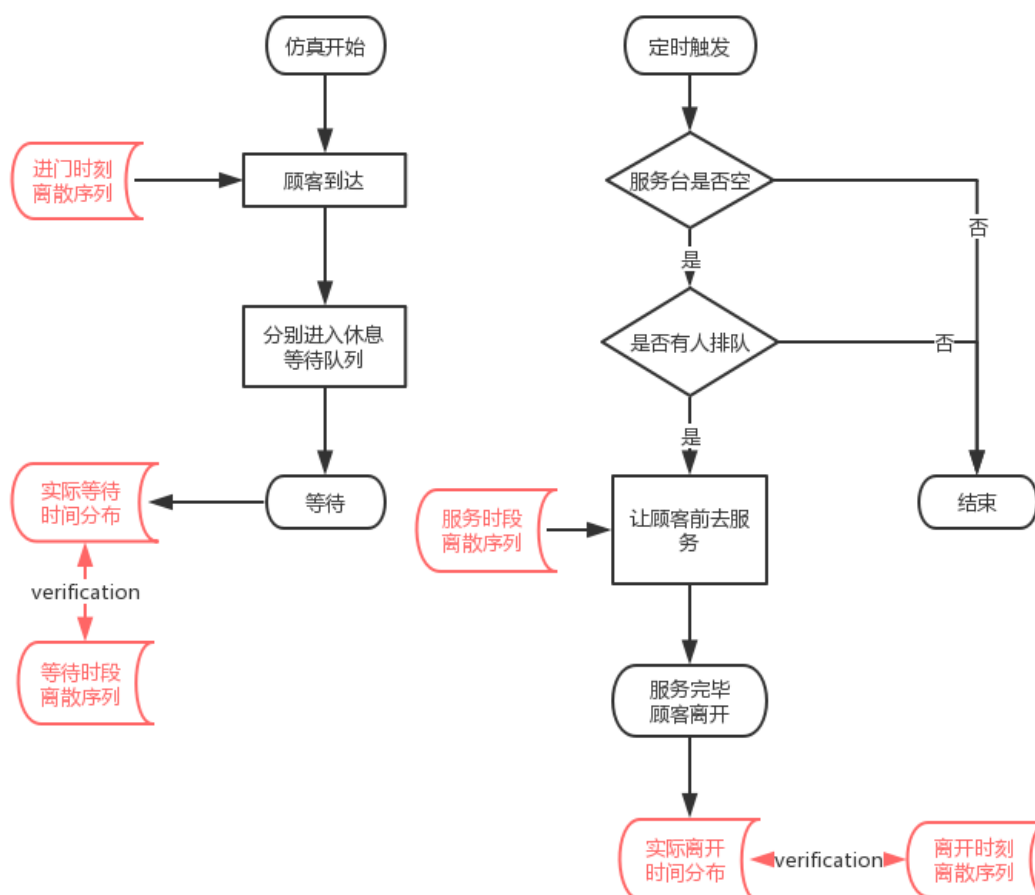 仿真开始
进门时刻
离散序列
顾客到达
分别进入休息
等待队列
实际等待
时间分布
等待
verification
等待时段
离散序列
定时触发
服务台是否空
否
是
是否有人排队
否
是
服务时段
离散序列
让顾客前去服
务
结束
服务完毕
顾客离开
实际离开
时间分布
verification
离开时刻
离散序列